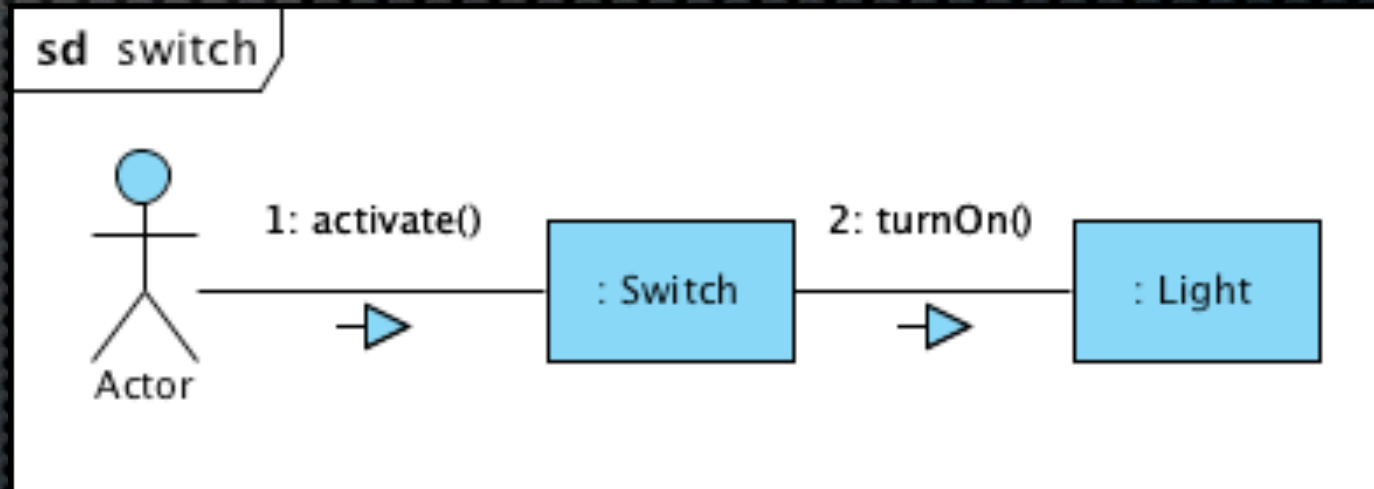 sd switch
1: activate()
2: turnOn()
: Switch
: Light
Actor